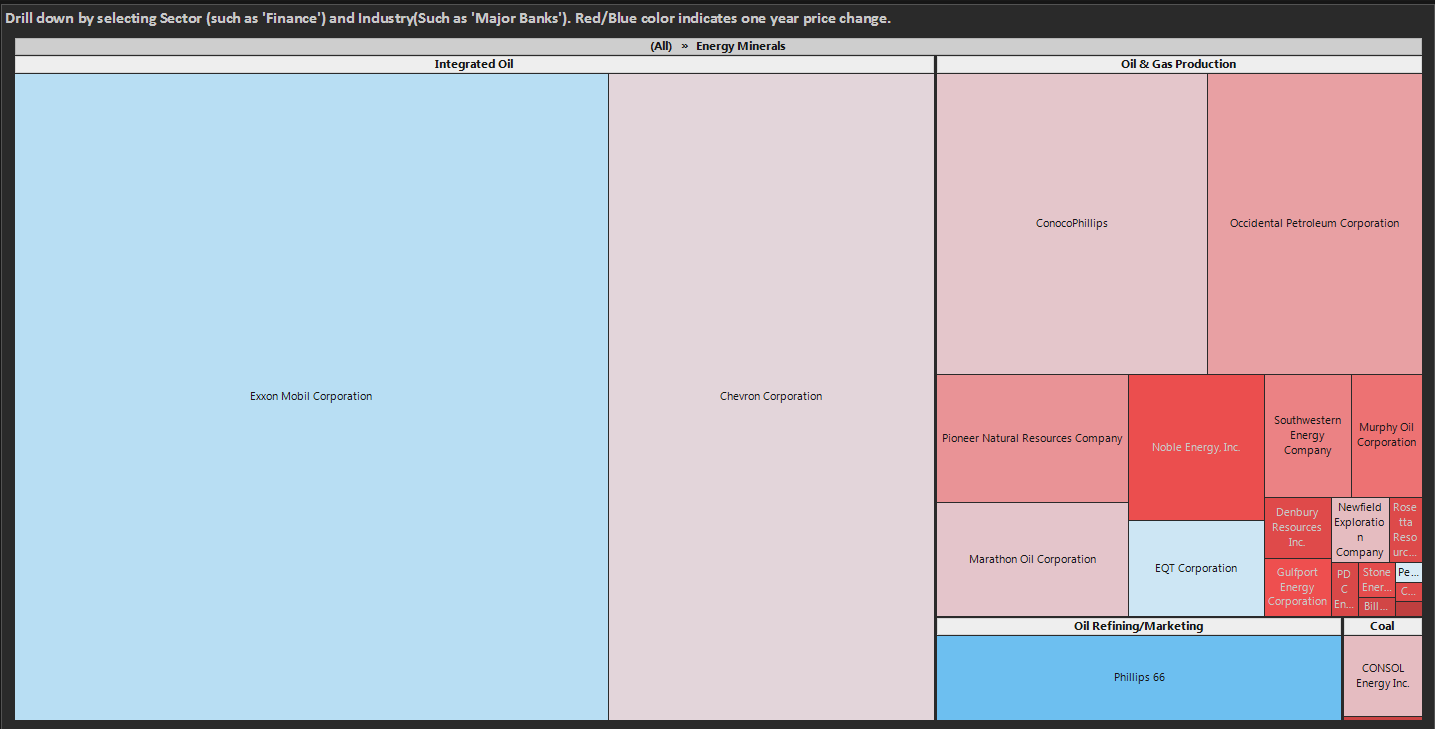 Drill down by selecting Sector (such as 'Finance') and Industry(Such as 'Major Banks'). Red/Blue color indicates one year price change.
(All) » Energy Minerals
Integrated Oil
Oil & Gas Production
Exxon Mobil Corporation
Chevron Corporation
ConocoPhillips
Occidental Petroleum Corporation
Pioneer Natural Resources Company
Noble Energy, Inc.
Southwestern
Energy
Company
Murphy Oil
Corporation
Marathon Oil Corporation
EQT Corporation
Denbury
Resources
Inc.
Newfield
Exploratio
n
Company
Rose
tta
Reso
urc...
Gulfport
Energy
Corporation
PD
C
En...
Stone
Ener...
Pe...
C...
Bill...
Oil Refining/Marketing
Coal
Phillips 66
CONSOL
Energy Inc.